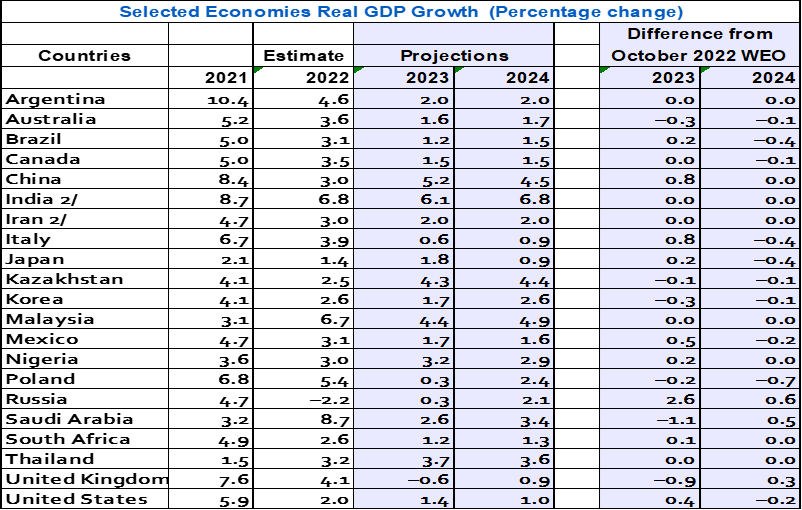 Selected Economies Real GDP Growth (Percentage change)
Difference from
Countries Estimate Projections October 2022 WEO
2021 2022 2023 2024 2023 2024
Argentina 10.4 4.6 2.0 2.0 0.0 0.0
Australia 5.2 3.6 1.6 1.7 –0.3 –0.1
Brazil 5.0 3.1 1.2 1.5 0.2 –0.4
Canada 5.0 3.5 1.5 1.5 0.0 –0.1
China 8.4 3.0 5.2 4.5 0.8 0.0
India 2/ 8.7 6.8 6.1 6.8 0.0 0.0
Iran 2/ 4.7 3.0 2.0 2.0 0.0 0.0
Italy 6.7 3.9 0.6 0.9 0.8 –0.4
Japan 2.1 1.4 1.8 0.9 0.2 –0.4
Kazakhstan 4.1 2.5 4.3 4.4 –0.1 –0.1
Korea 4.1 2.6 1.7 2.6 –0.3 –0.1
Malaysia 3.1 6.7 4.4 4.9 0.0 0.0
Mexico 4.7 3.1 1.7 1.6 0.5 –0.2
Nigeria 3.6 3.0 3.2 2.9 0.2 0.0
Poland 6.8 5.4 0.3 2.4 –0.2 –0.7
Russia 4.7 –2.2 0.3 2.1 2.6 0.6
Saudi Arabia 3.2 8.7 2.6 3.4 –1.1 0.5
South Africa 4.9 2.6 1.2 1.3 0.1 0.0
Thailand 1.5 3.2 3.7 3.6 0.0 0.0
United Kingdom 7.6 4.1 –0.6 0.9 –0.9 0.3
United States 5.9 2.0 1.4 1.0 0.4 –0.2